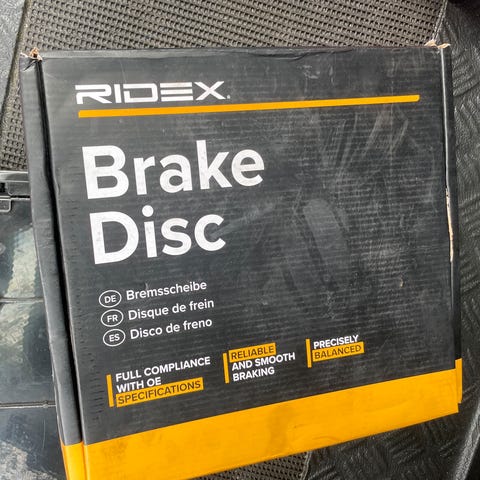 RIDEX®
Brake
Disc
DE Bremsscheibe
FR Disque de frein
ES Disco de freno
FULL COMPLIANCE
WITH OE
SPECIFICATIONS
RELIABLE
AND SMOOTH
BRAKING
PRECISELY
BALANCED